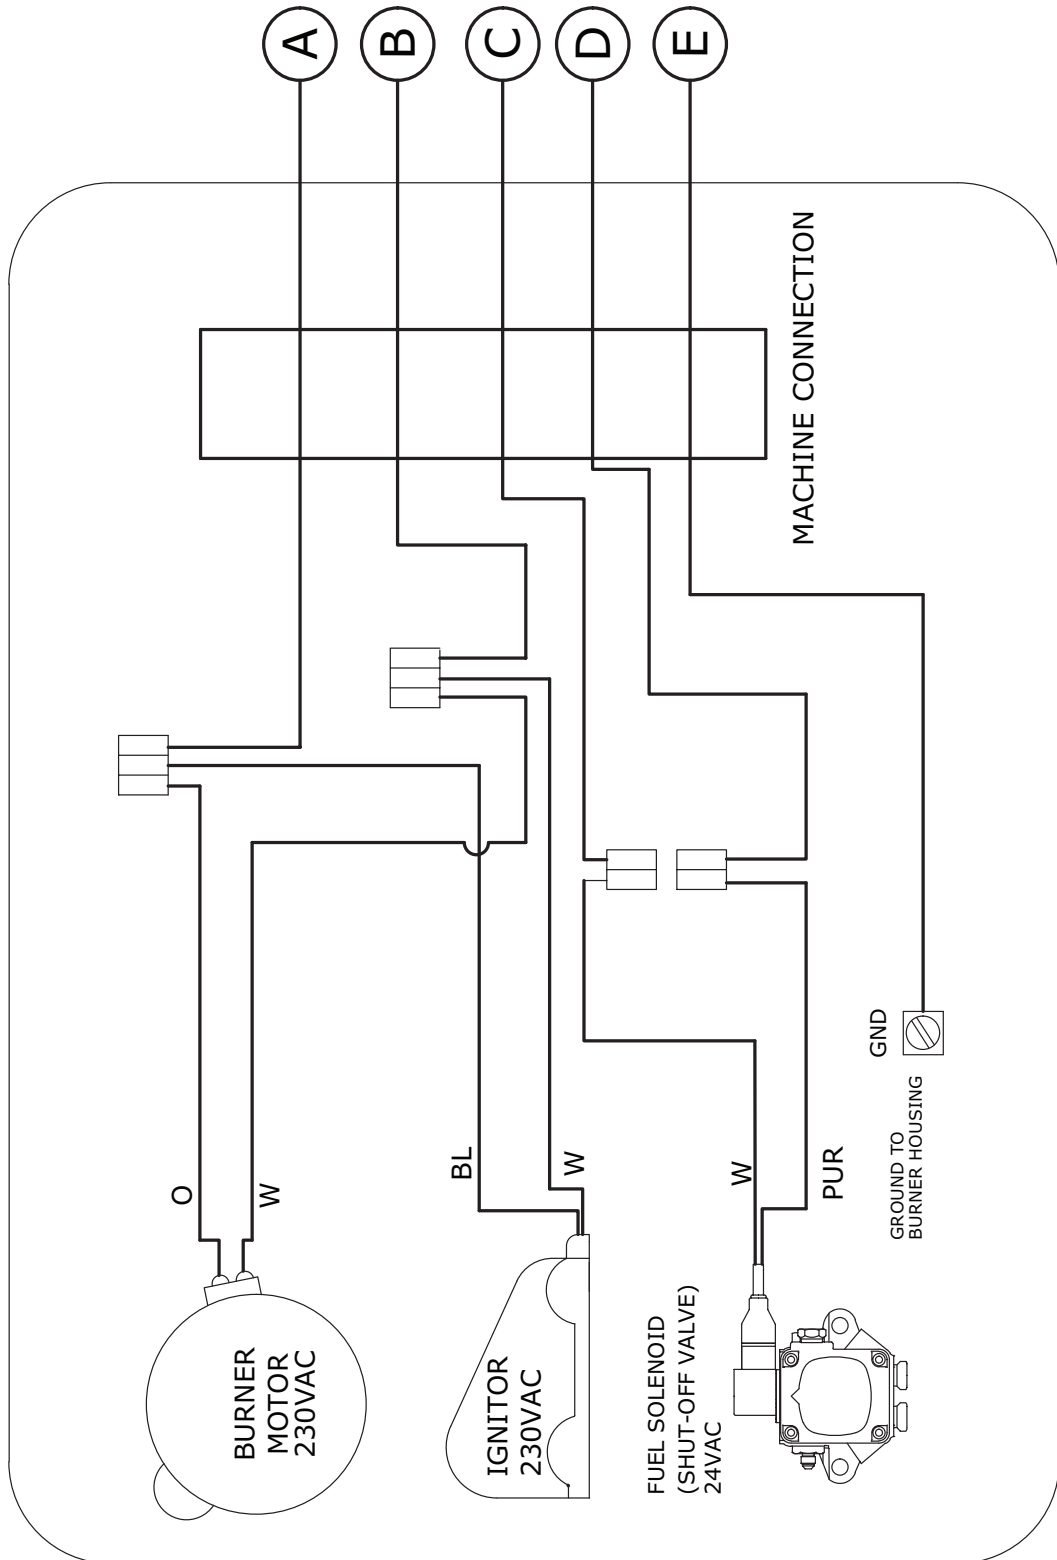 A
B
C
D
E
MACHINE CONNECTION
O
W
BL
W
W
PUR
GND
GROUND TO
BURNER HOUSING
BURNER
MOTOR
230VAC
IGNITOR
230VAC
FUEL SOLENOID
(SHUT-OFF VALVE)
24VAC